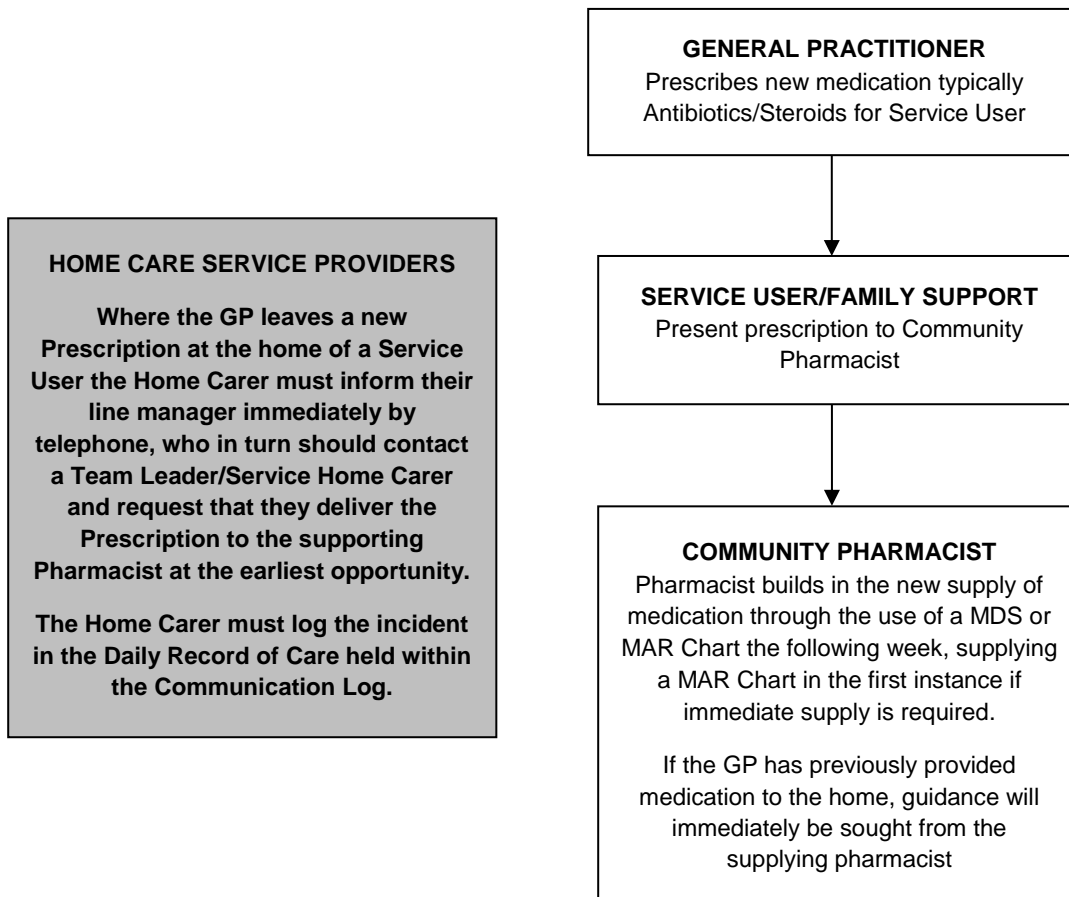 GENERAL PRACTITIONER
Prescribes new medication typically
Antibiotics/Steroids for Service User
HOME CARE SERVICE PROVIDERS
Where the GP leaves a new
Prescription at the home of a Service
User the Home Carer must inform their
line manager immediately by
telephone, who in turn should contact
a Team Leader/Service Home Carer
and request that they deliver the
Prescription to the supporting
Pharmacist at the earliest opportunity.
The Home Carer must log the incident
in the Daily Record of Care held within
the Communication Log.
SERVICE USER/FAMILY SUPPORT
Present prescription to Community
Pharmacist
COMMUNITY PHARMACIST
Pharmacist builds in the new supply of
medication through the use of a MDS or
MAR Chart the following week, supplying
a MAR Chart in the first instance if
immediate supply is required.
If the GP has previously provided
medication to the home, guidance will
immediately be sought from the
supplying pharmacist